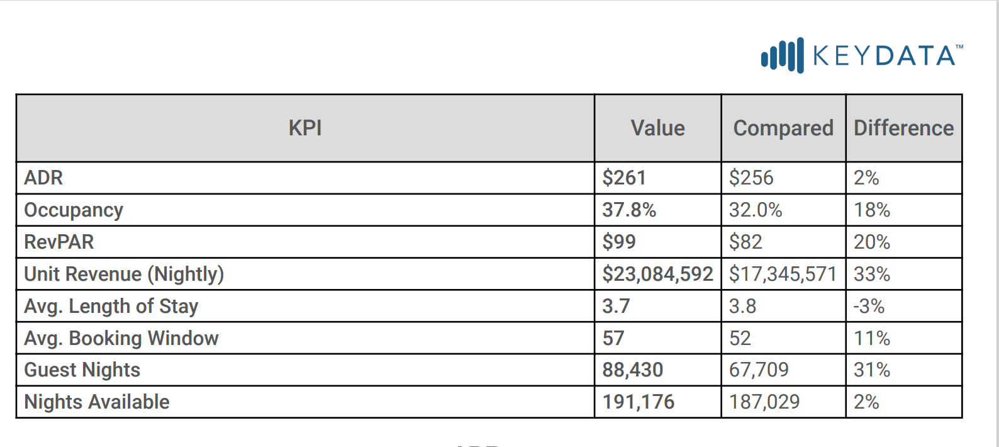 KEYDATA™
KPI Value Compared Difference
ADR $261 $256 2%
Occupancy 37.8% 32.0% 18%
RevPAR $99 $82 20%
Unit Revenue (Nightly) $23,084,592 $17,345,571 33%
Avg. Length of Stay 3.7 3.8 -3%
Avg. Booking Window 57 52 11%
Guest Nights 88,430 67,709 31%
Nights Available 191,176 187,029 2%